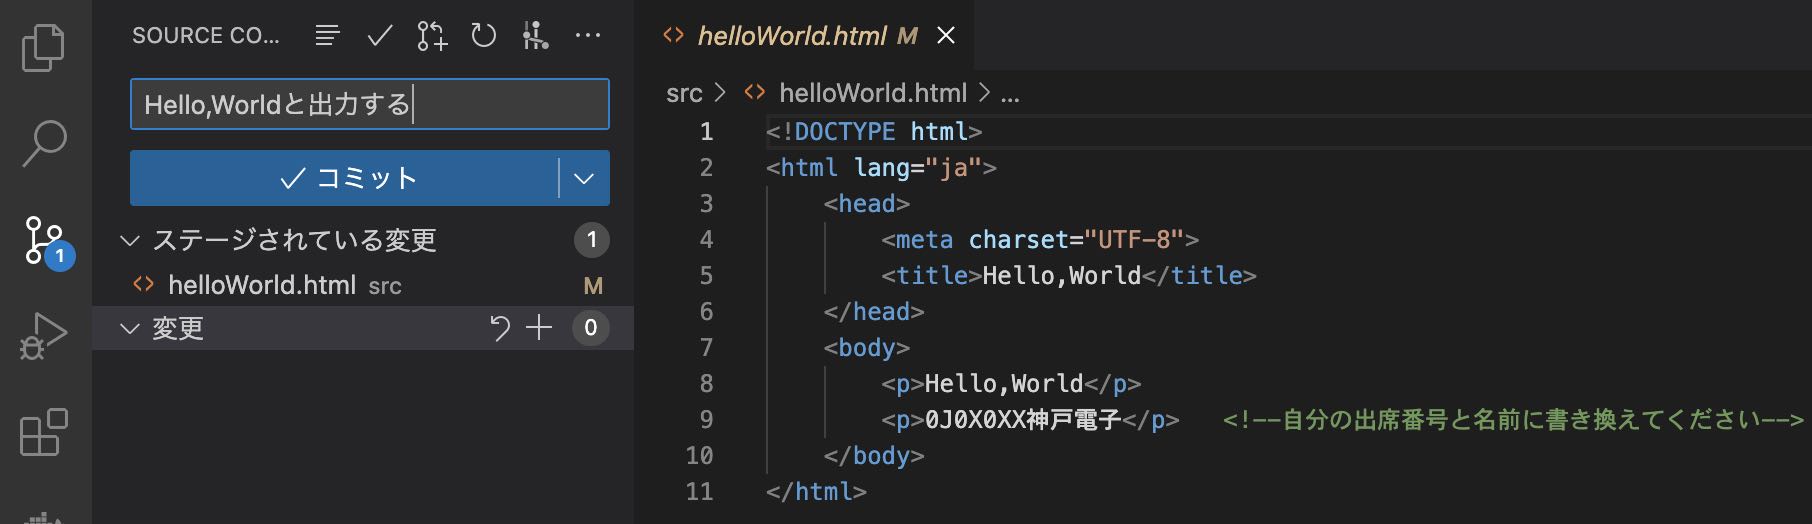 SOURCE CO...
Hello,Worldと出力する
コミット
ステージされている変更 1
helloWorld.html src M
変更 0
1
helloWorld.html M
src > helloWorld.html > ...
1 <!DOCTYPE html>
2 <html lang="ja">
3 <head>
4 <meta charset="UTF-8">
5 <title>Hello,World</title>
6 </head>
7 <body>
8 <p>Hello,World</p>
9 <p>0J0X0XX神戸電子</p> <!--自分の出席番号と名前に書き換えてください-->
10 </body>
11 </html>